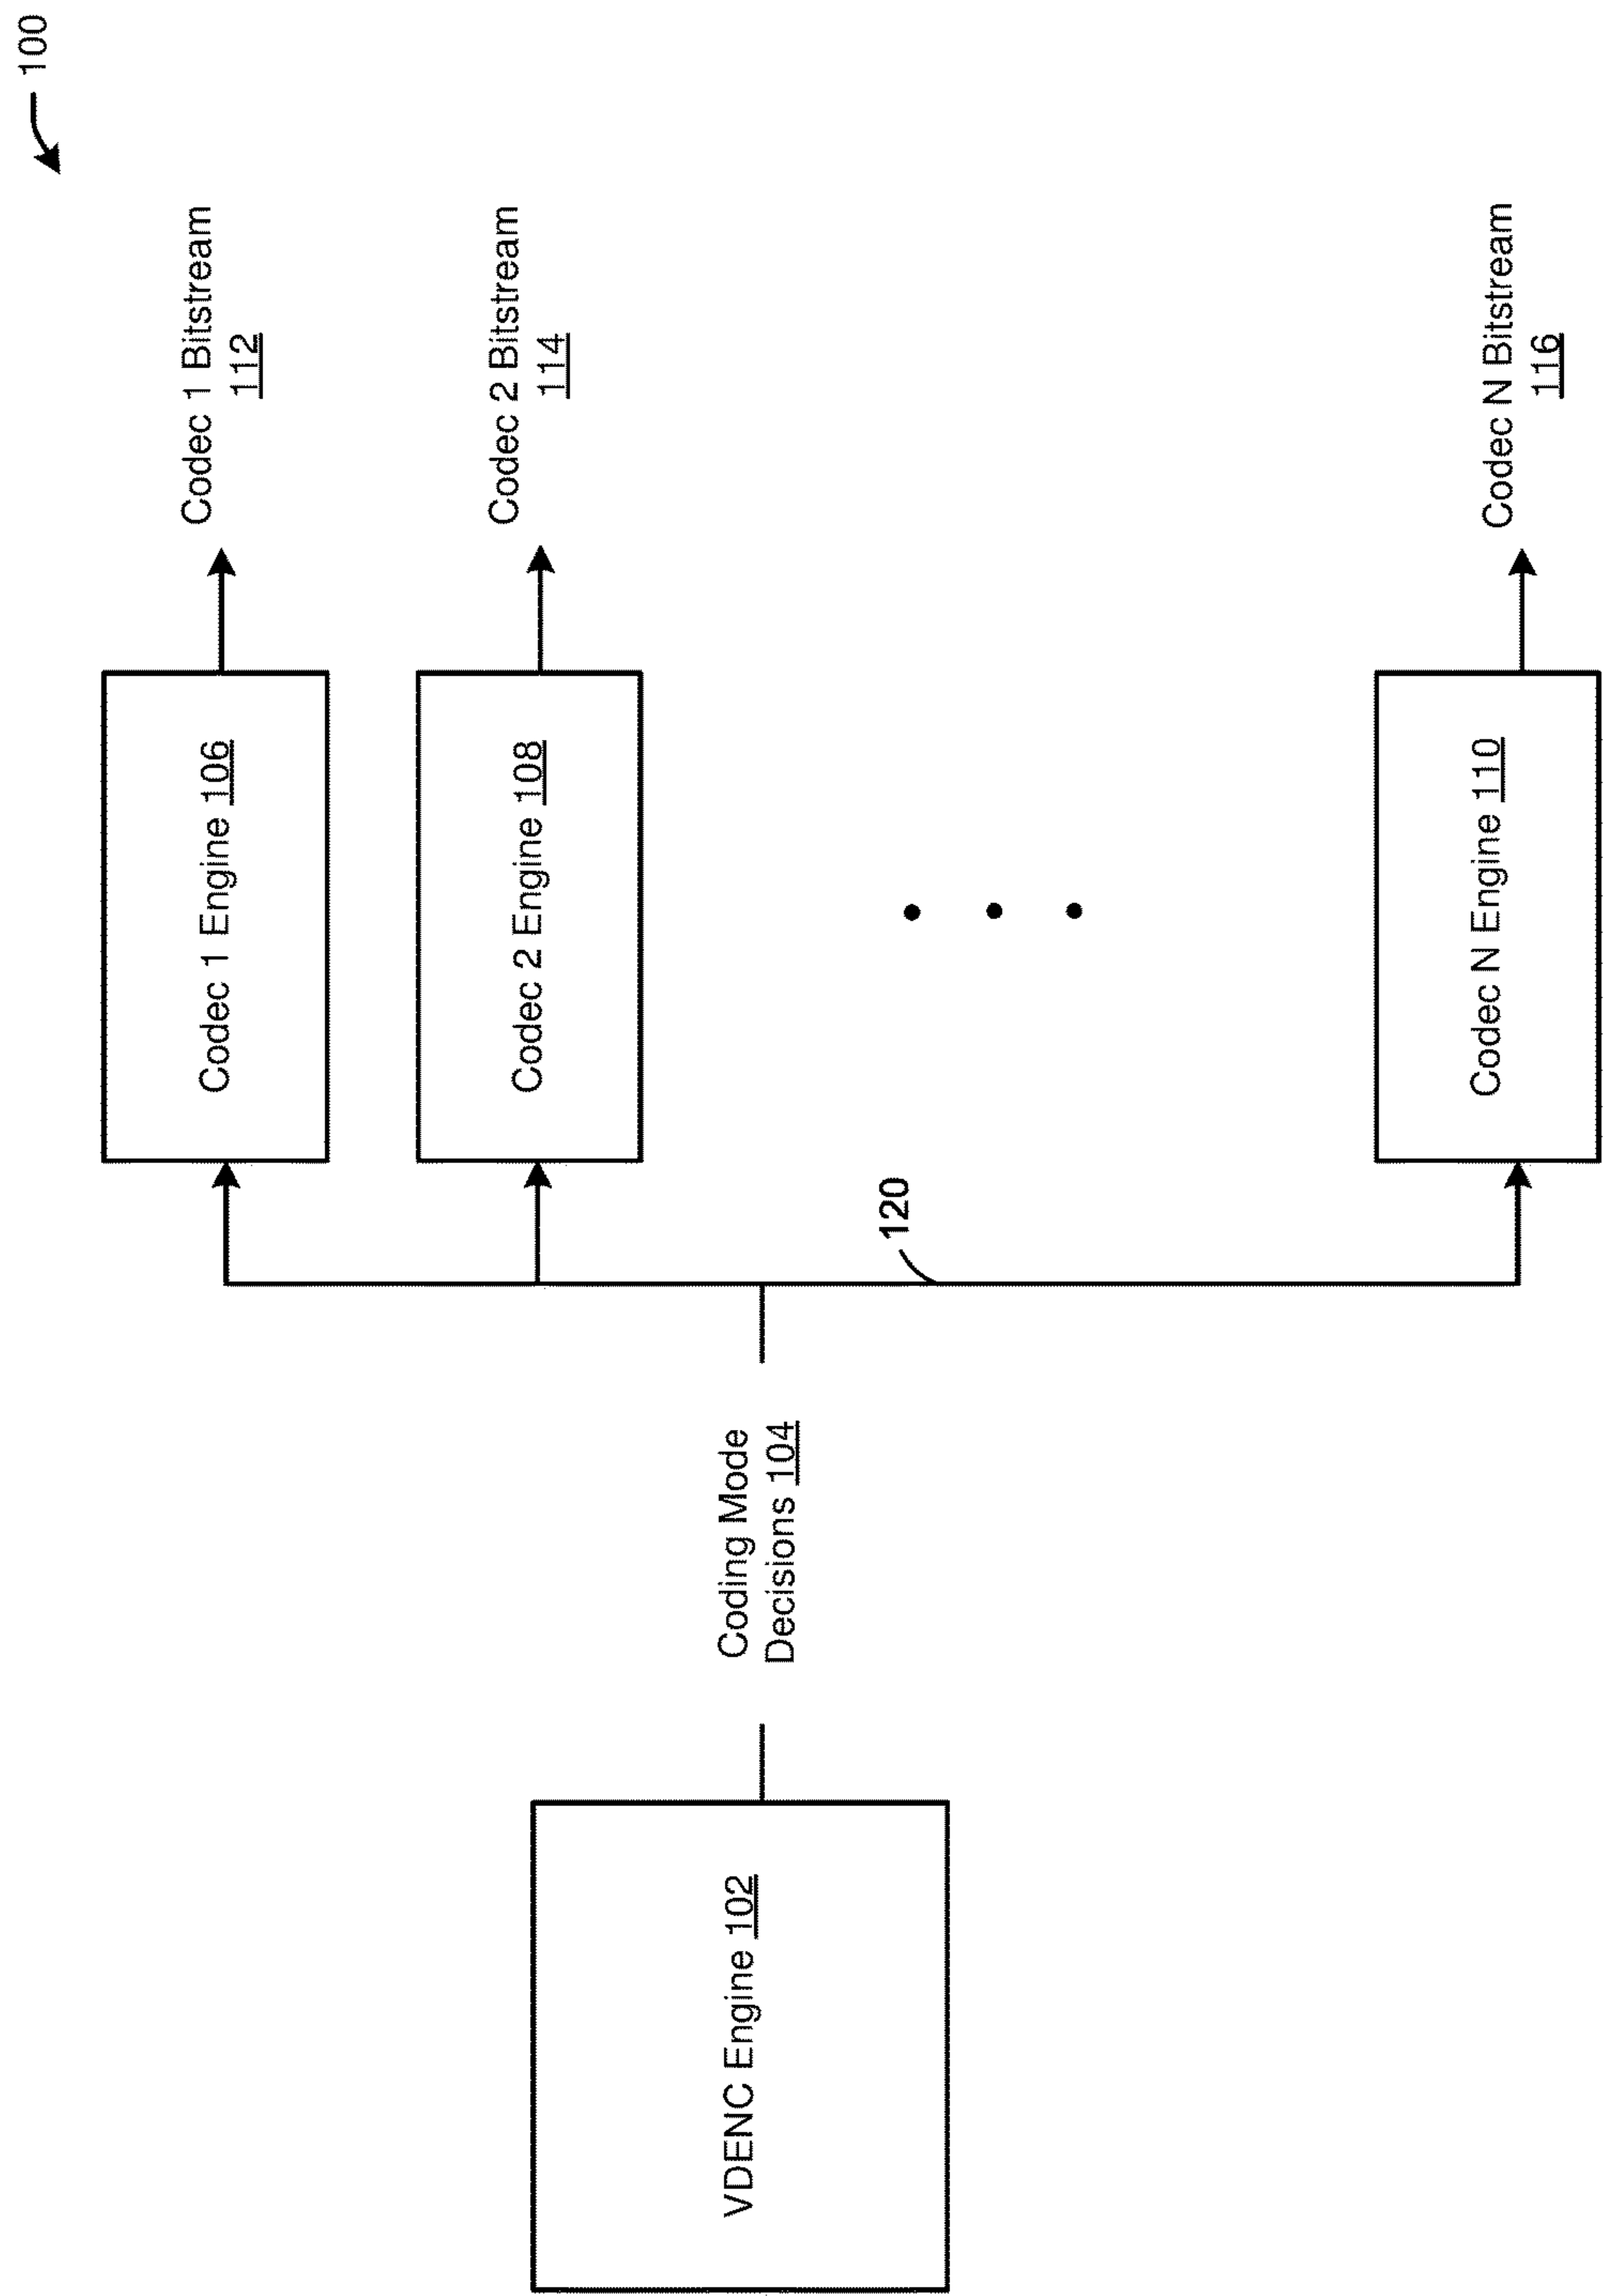 100
VDENC Engine 102
Coding Mode
Decisions 104
120
Codec 1 Engine 106
Codec 1 Bitstream
112
Codec 2 Engine 108
Codec 2 Bitstream
114
Codec N Engine 110
Codec N Bitstream
116